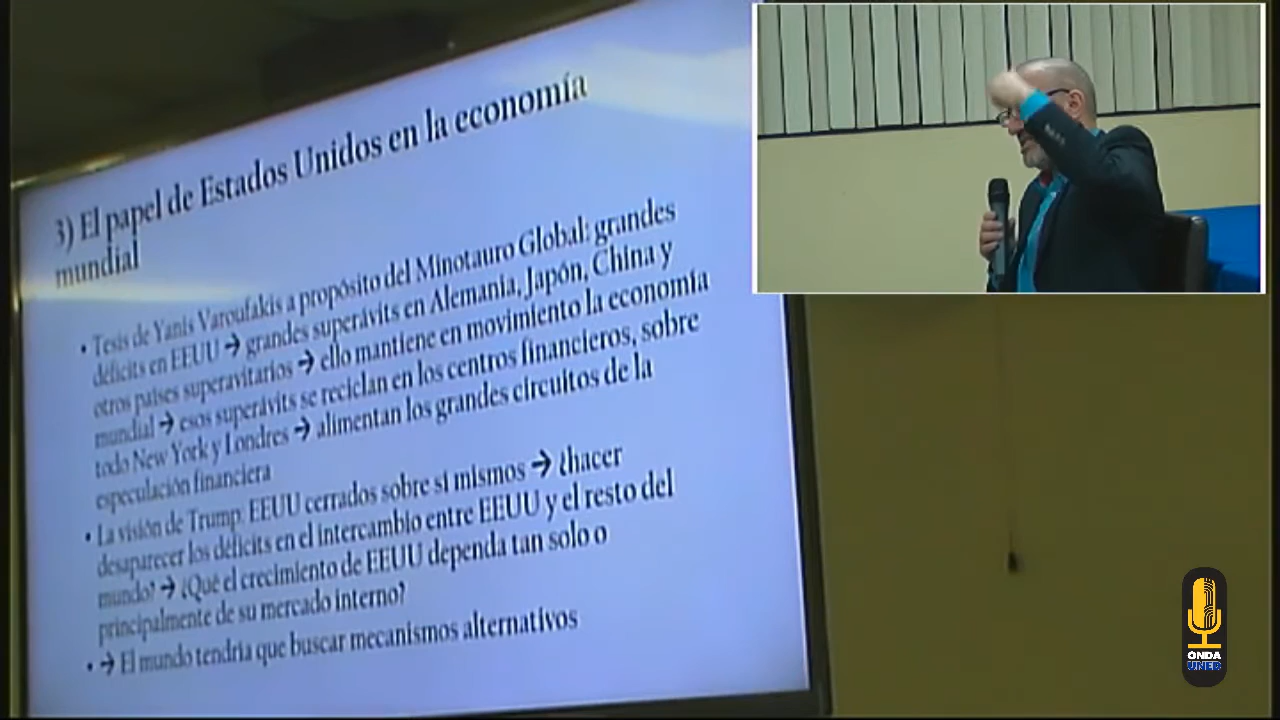 3) El papel de Estados Unidos en la economía
mundial
• Tesis de Yanis Varoufakis a propósito del Minotauro Global: grandes
déficits en EEUU → grandes superávits en Alemania, Japón, China y
otros países superavitarios → ello mantiene en movimiento la economía
mundial → esos superávits se reciclan en los centros financieros, sobre
todo New York y Londres → alimentan los grandes circuitos de la
especulación financiera
• La visión de Trump: EEUU cerrados sobre sí mismos → ¿hacer
desaparecer los déficits en el intercambio entre EEUU y el resto del
mundo? → ¿Qué el crecimiento de EEUU dependa tan solo o
principalmente de su mercado interno?
• → El mundo tendría que buscar mecanismos alternativos
ONDA
UNEB